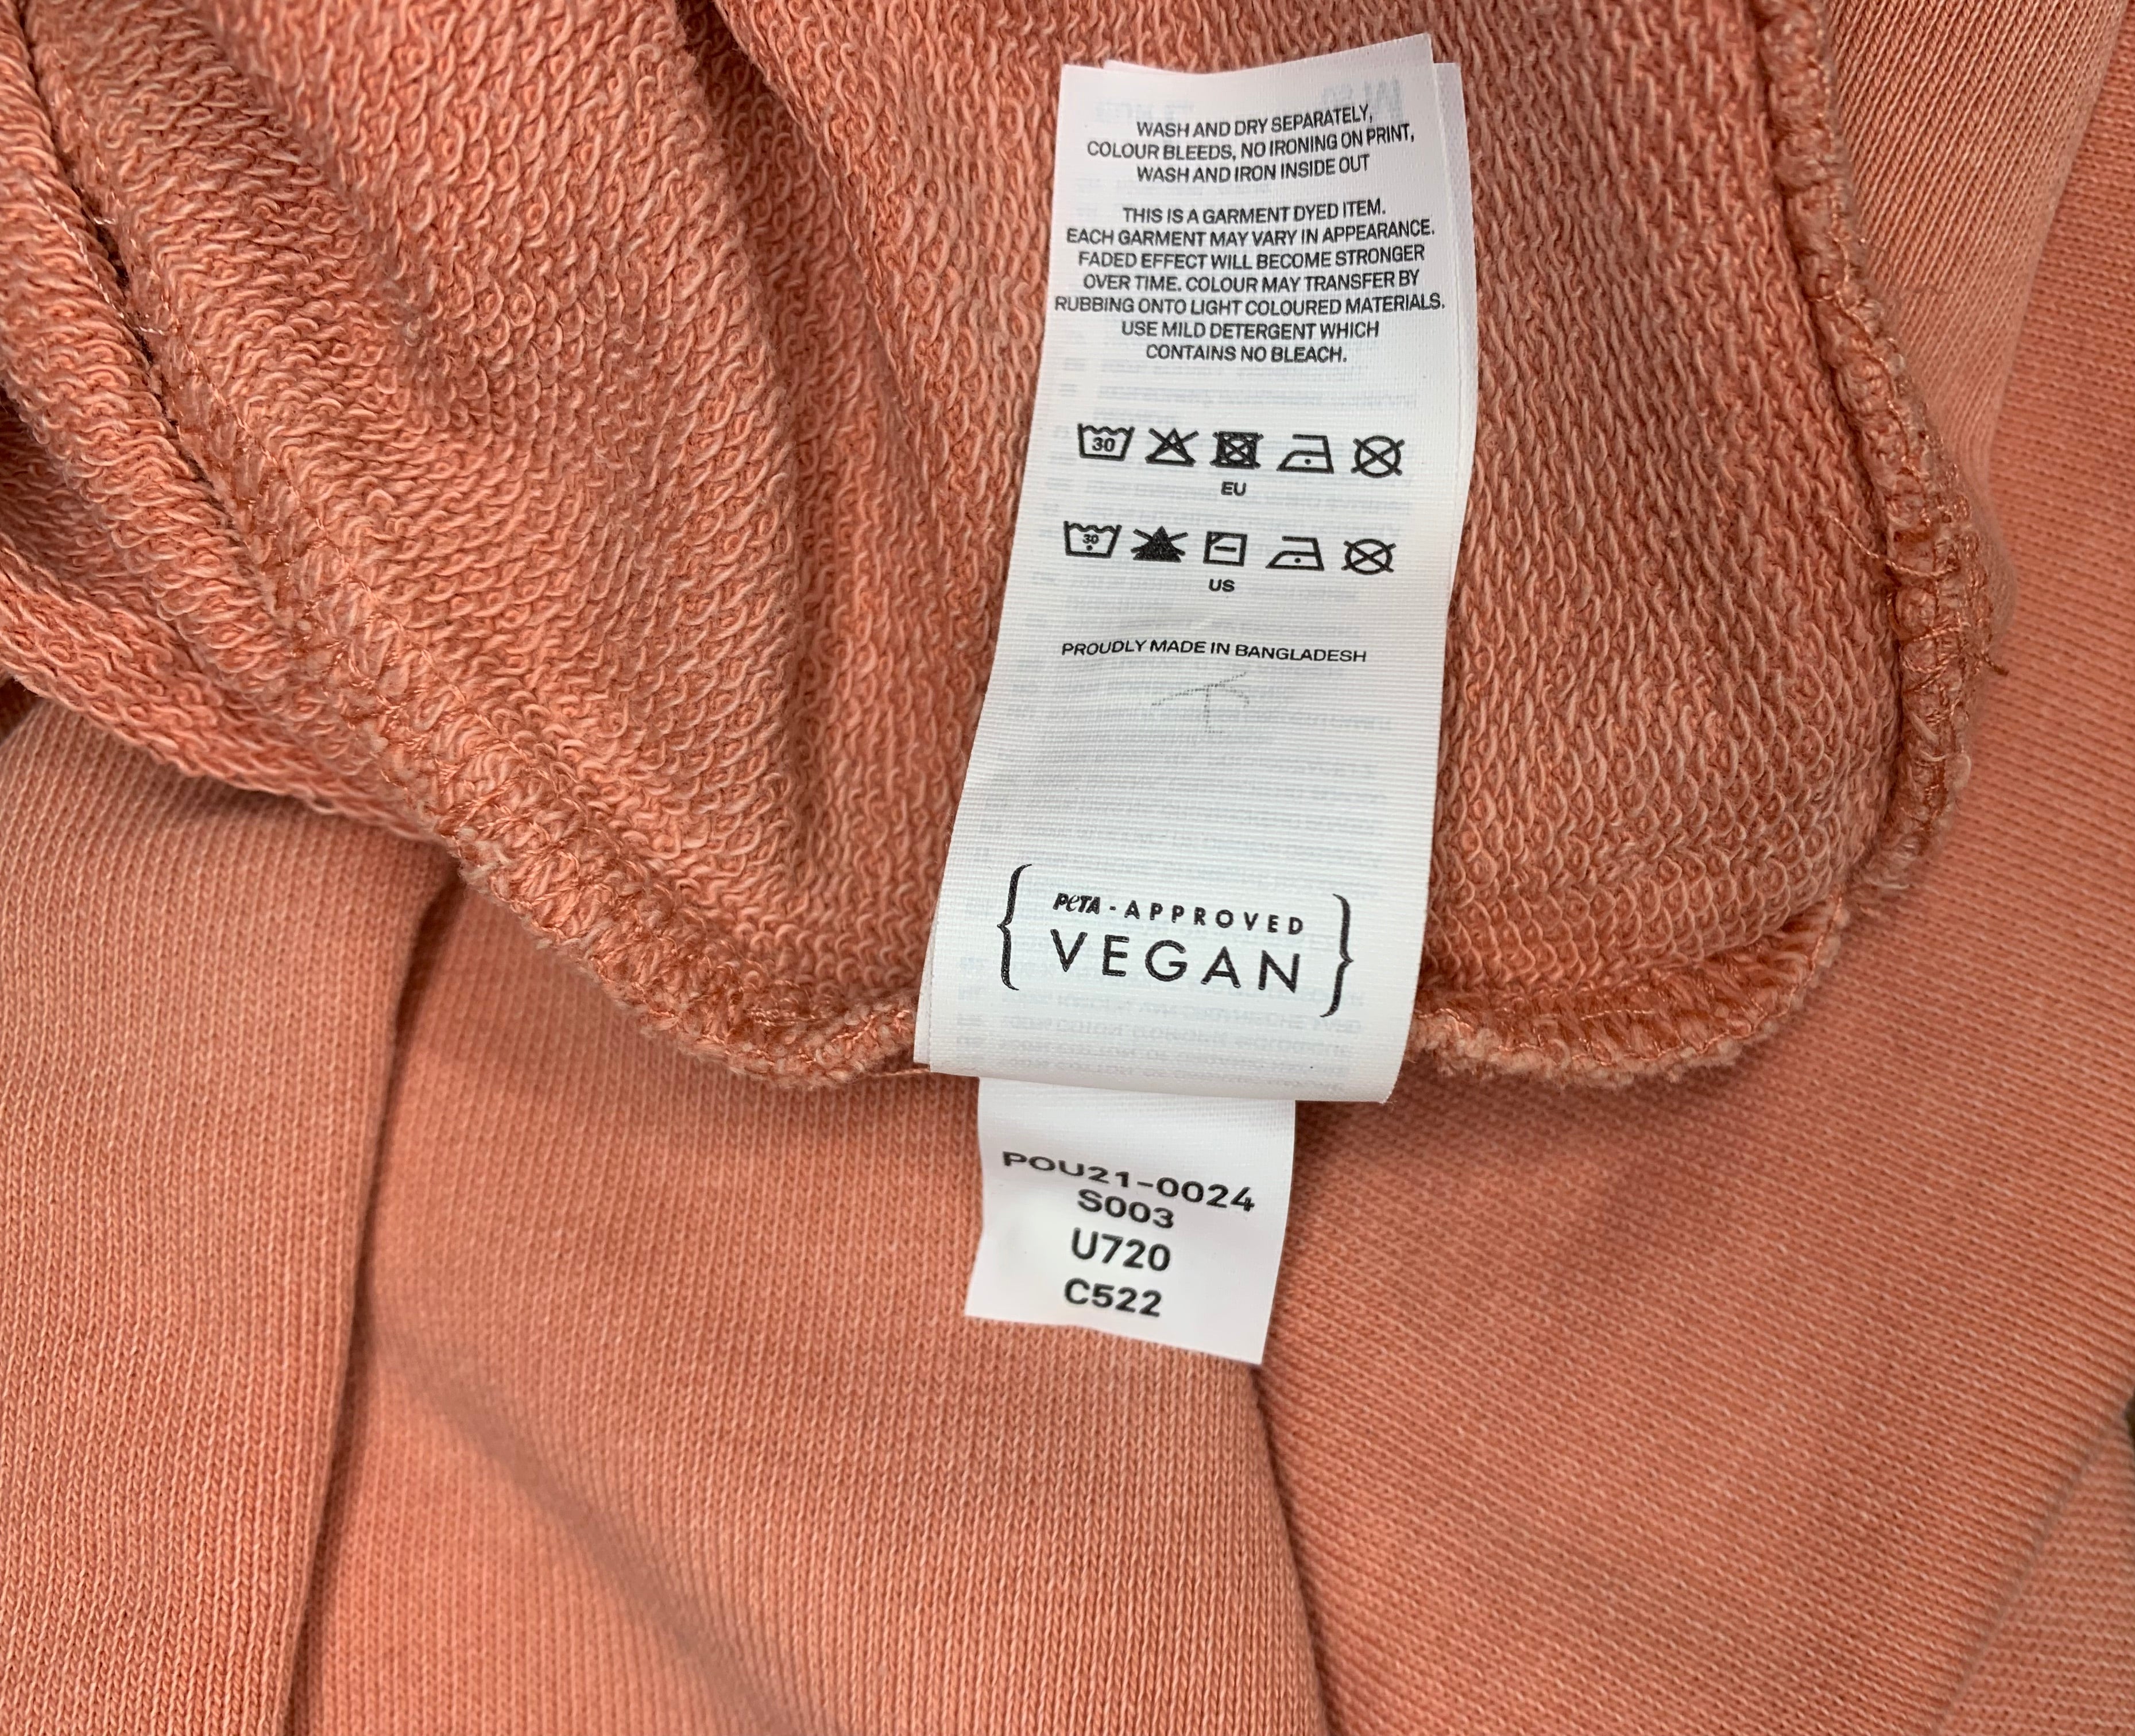 WASH AND DRY SEPARATELY,
COLOUR BLEEDS, NO IRONING ON PRINT,
WASH AND IRON INSIDE OUT
THIS IS A GARMENT DYED ITEM.
EACH GARMENT MAY VARY IN APPEARANCE.
FADED EFFECT WILL BECOME STRONGER
OVER TIME. COLOUR MAY TRANSFER BY
RUBBING ONTO LIGHT COLOURED MATERIALS.
USE MILD DETERGENT WHICH
CONTAINS NO BLEACH.
30
EU
30
US
PROUDLY MADE IN BANGLADESH
PETA - APPROVED
VEGAN
POU21-0024
S003
U720
C522